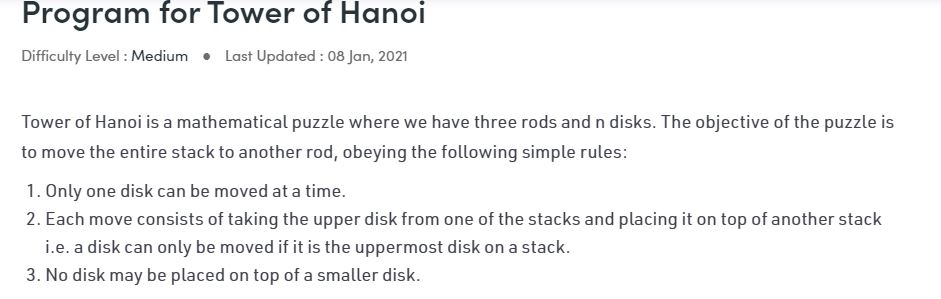 Program for Tower of Hanoi
Difficulty Level : Medium ● Last Updated : 08 Jan, 2021
Tower of Hanoi is a mathematical puzzle where we have three rods and n disks. The objective of the puzzle is
to move the entire stack to another rod, obeying the following simple rules:
1. Only one disk can be moved at a time.
2. Each move consists of taking the upper disk from one of the stacks and placing it on top of another stack
i.e. a disk can only be moved if it is the uppermost disk on a stack.
3. No disk may be placed on top of a smaller disk.